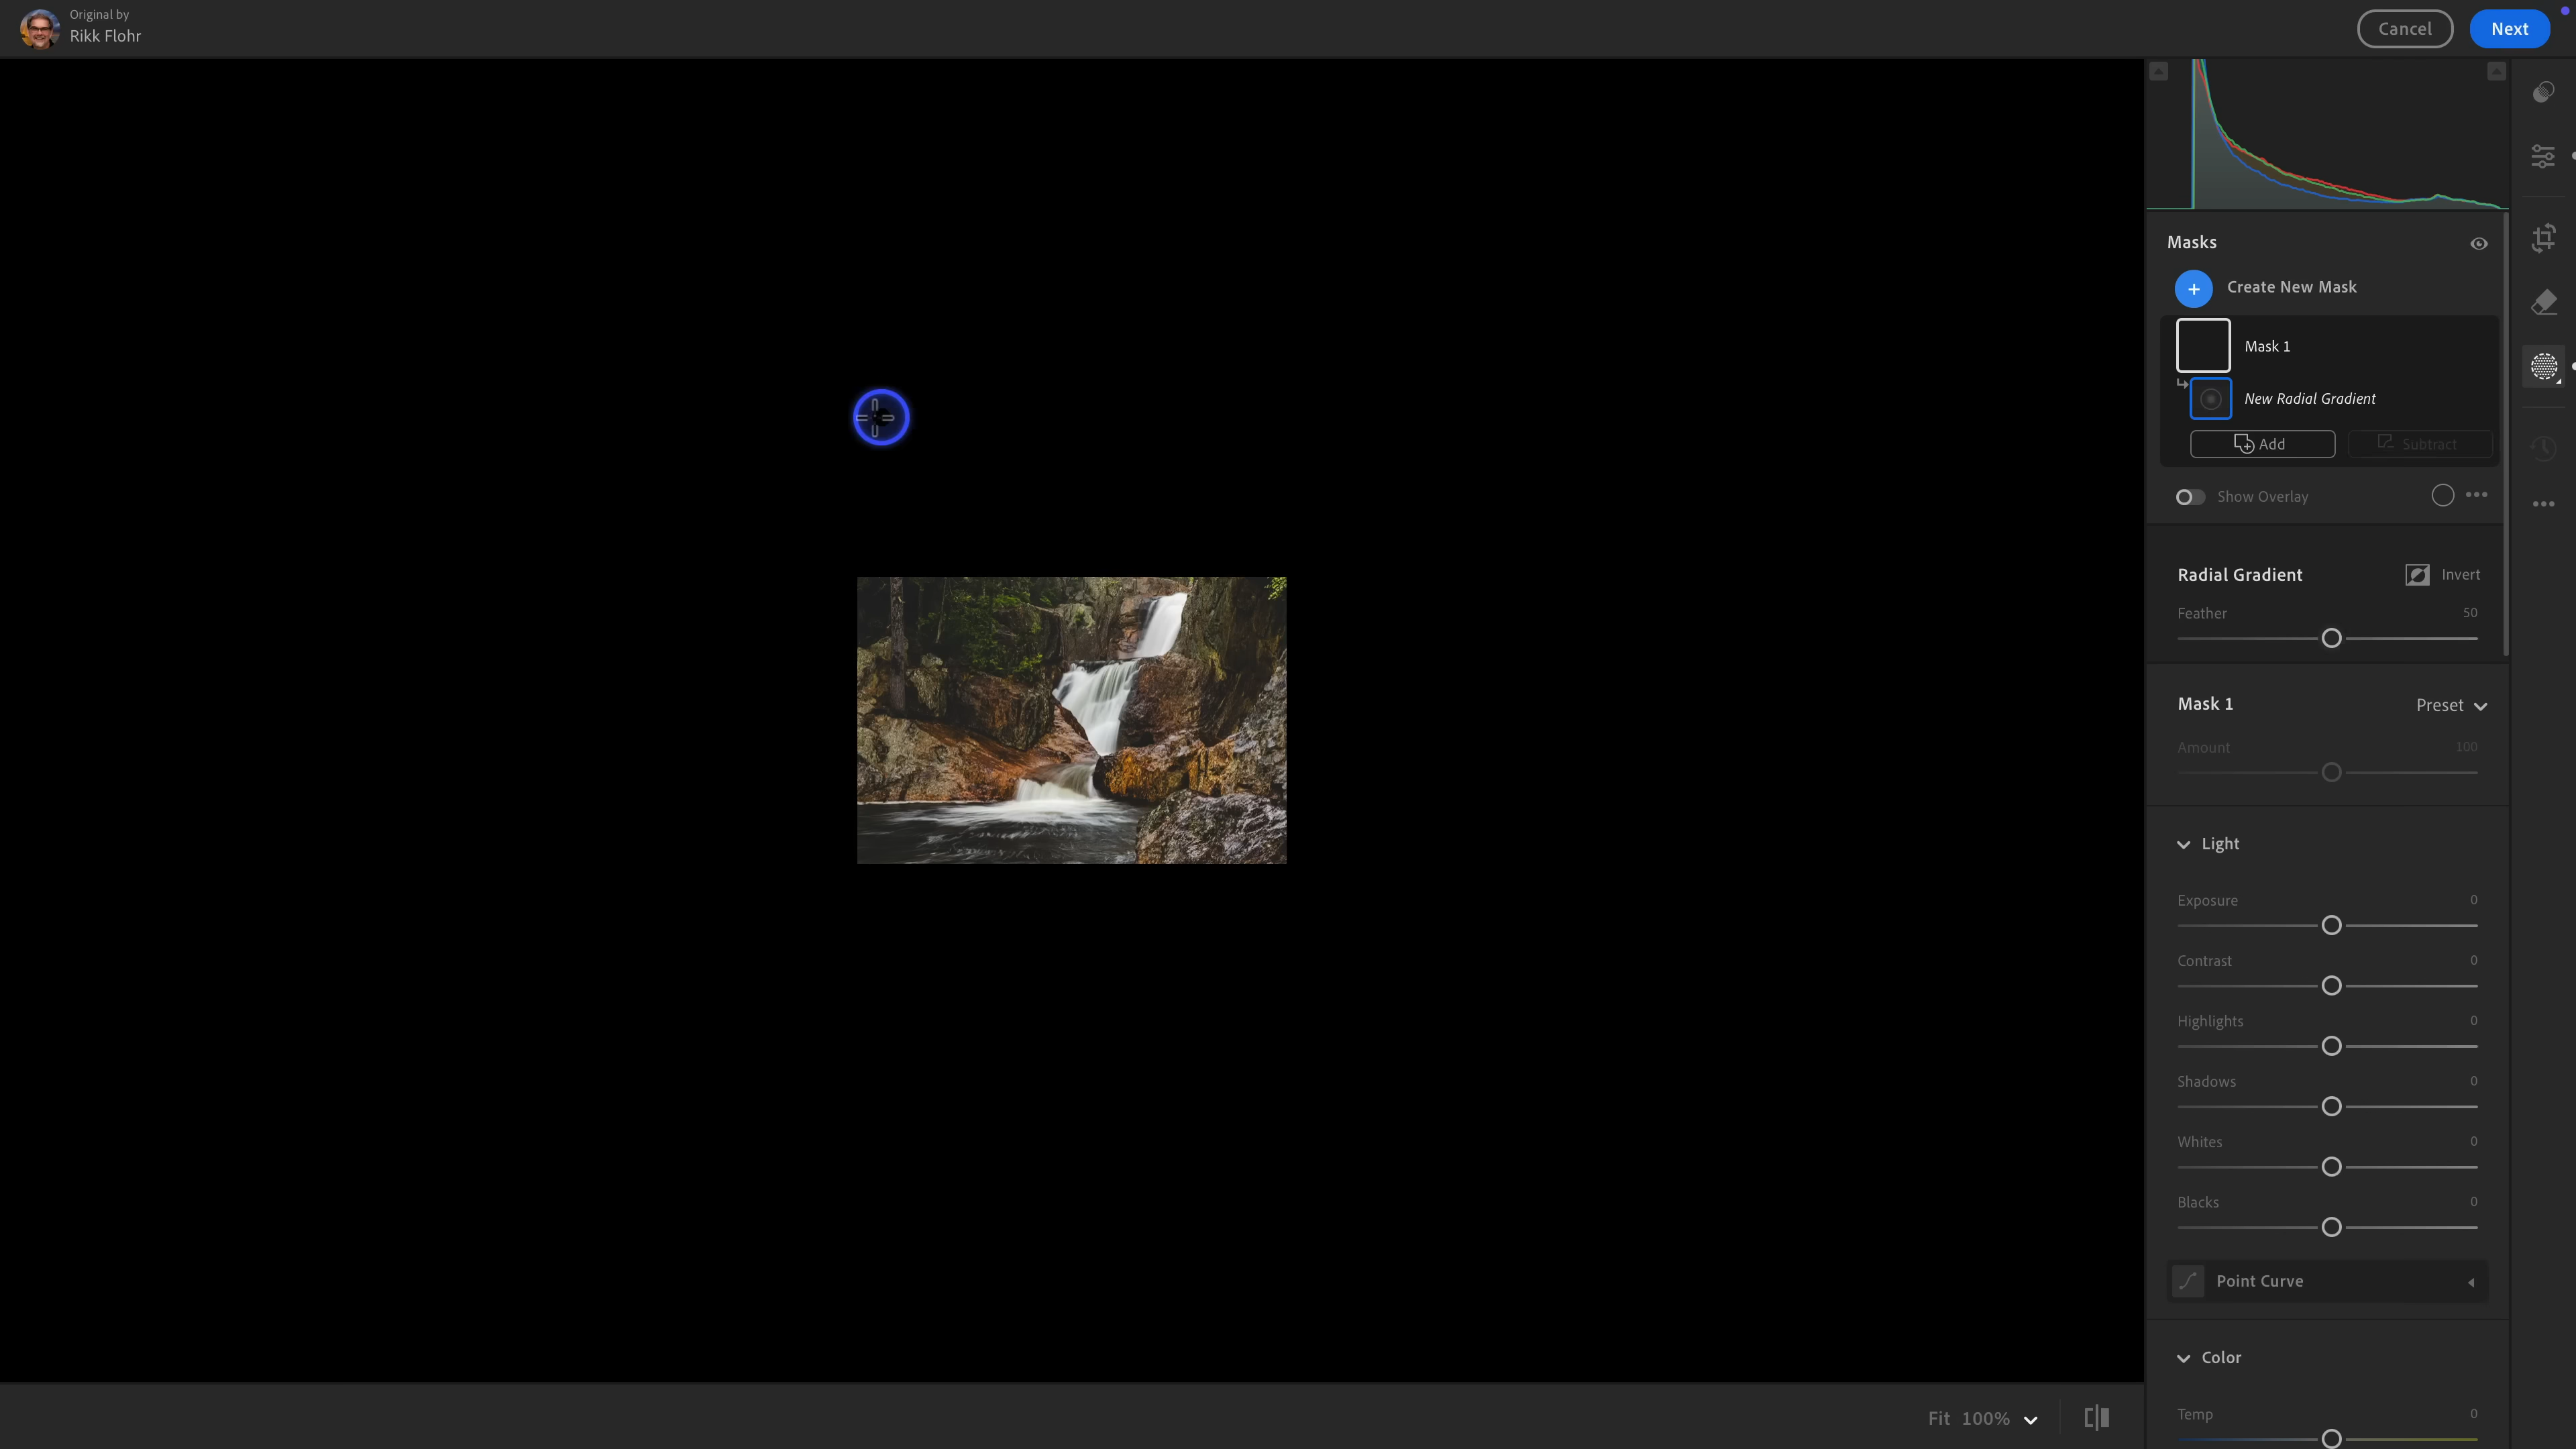 Original by
Rikk Flohr
Cancel
Next
Masks
Create New Mask
Mask 1
New Radial Gradient
Add
Subtract
Show Overlay
Radial Gradient
Invert
Feather
50
Mask 1
Preset
Amount
100
Light
Exposure
0
Contrast
0
Highlights
0
Shadows
0
Whites
0
Blacks
0
Point Curve
Color
Temp
0
Fit 100%